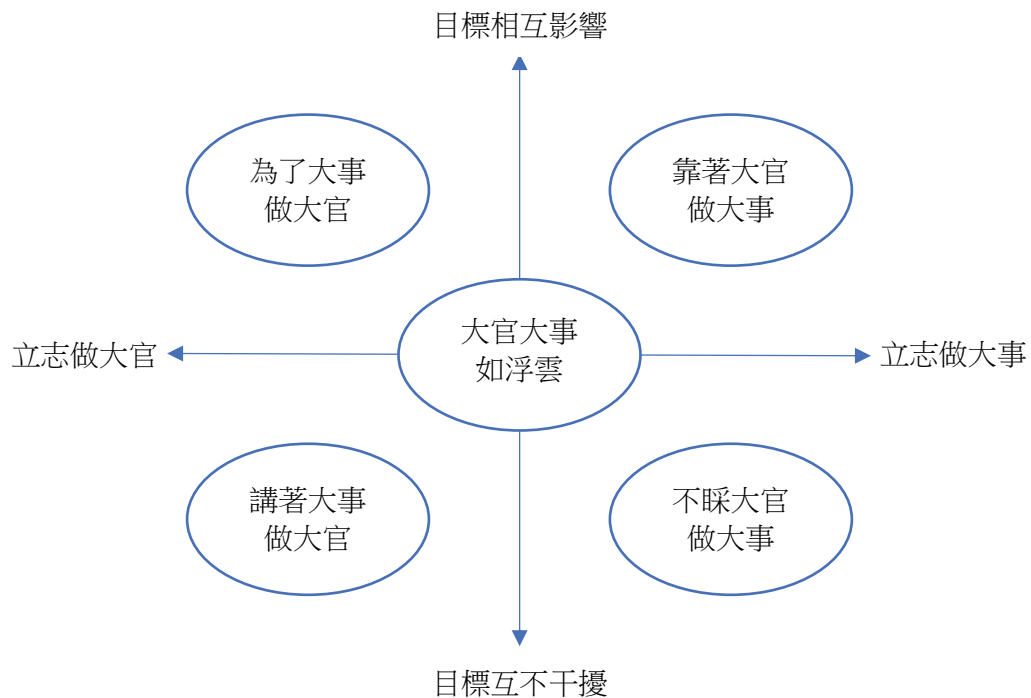 目標相互影響
為了大事
做大官
靠著大官
做大事
大官大事
如浮雲
立志做大官
立志做大事
講著大事
做大官
不睬大官
做大事
目標互不干擾